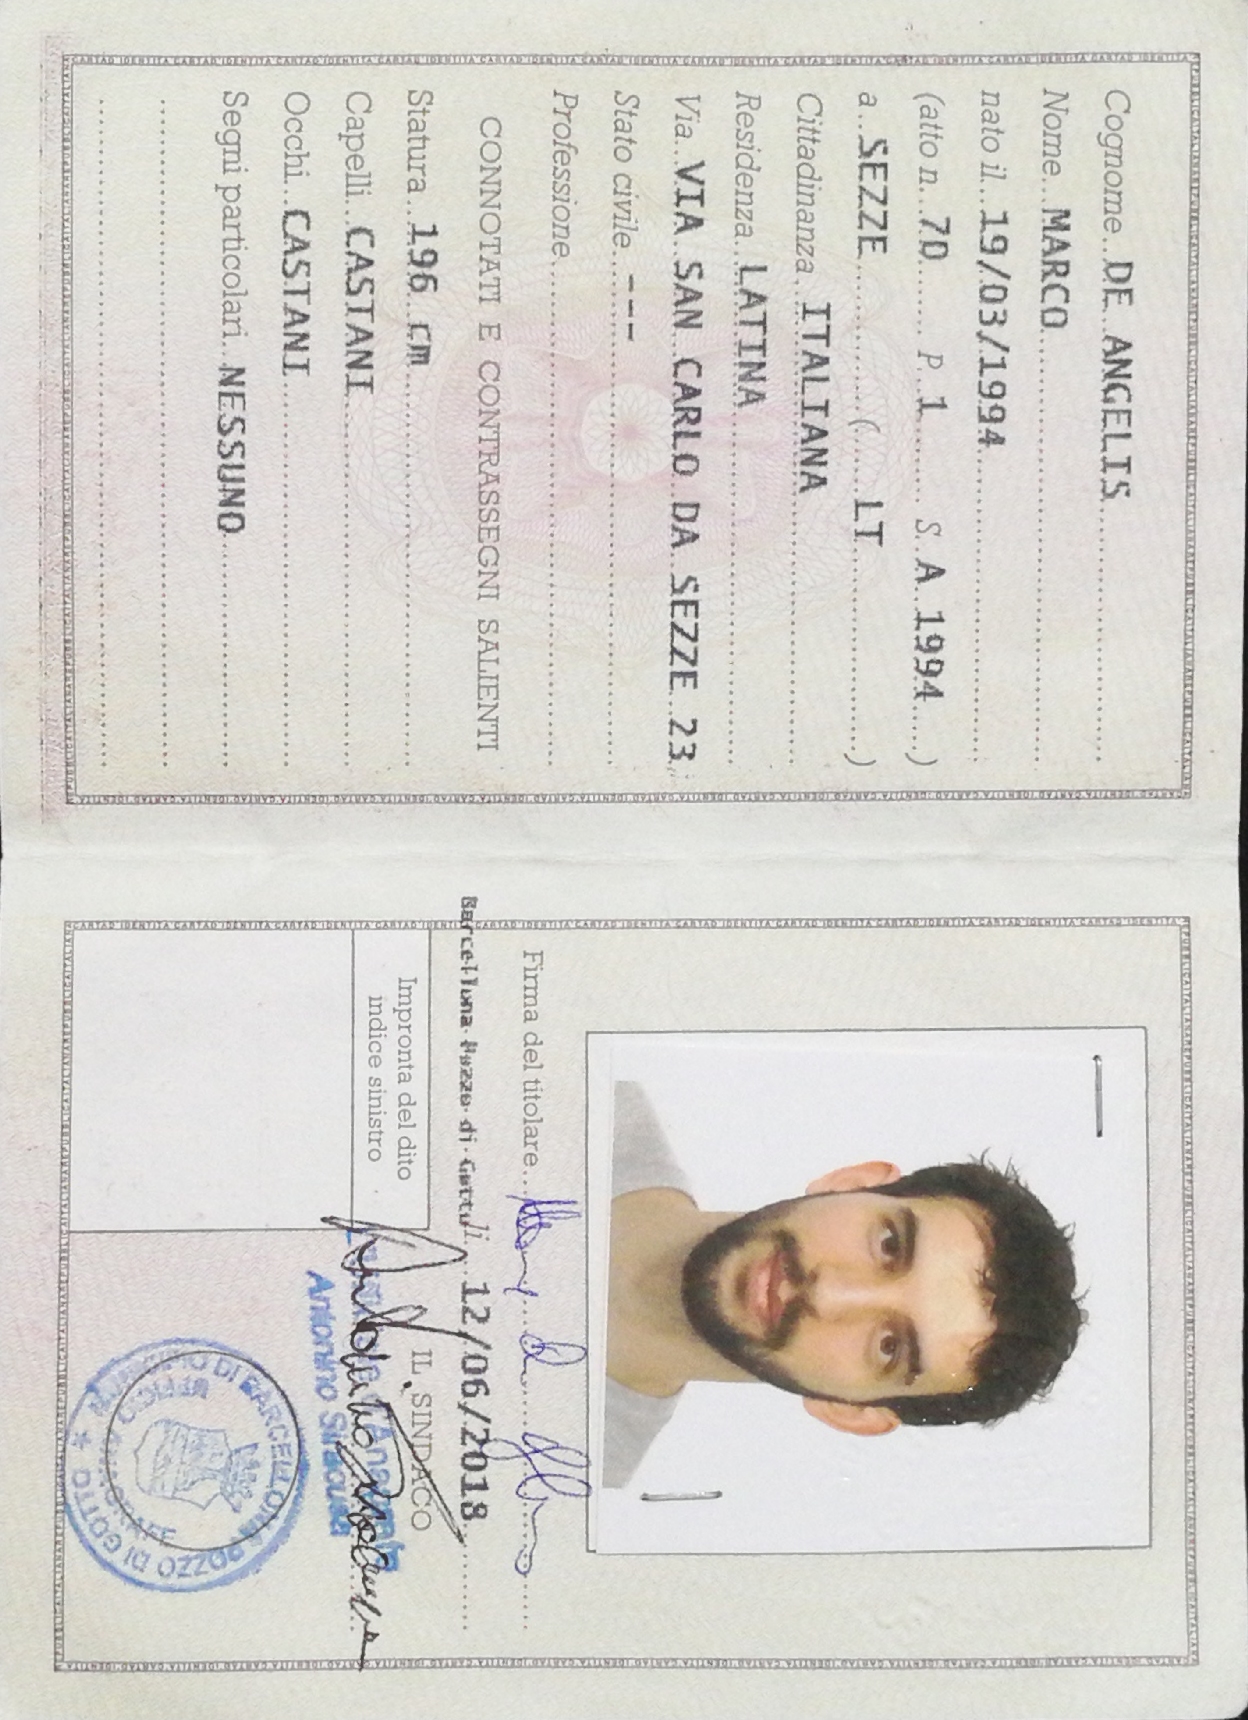 Cognome DE ANGELIS
Nome MARCO
nato il 19/03/1994
(atto n. 70 P. 1 S. A 1994)
a SEZZE ( LT )
Cittadinanza ITALIANA
Residenza LATINA
Via VIA SAN CARLO DA SEZZE 23
Stato civile ---
Professione
CONNOTATI E CONTRASSEGNI SALIENTI
Statura 196 cm
Capelli CASTANI
Occhi CASTANI
Segni particolari NESSUNO
Firma del titolare
Barcellona Pozzo di Gotto li 12/06/2018
IL SINDACO
Impronta del dito
indice sinistro
Antonino
MUNICIPIO DI BARCELLONA POZZO DI GOTTO